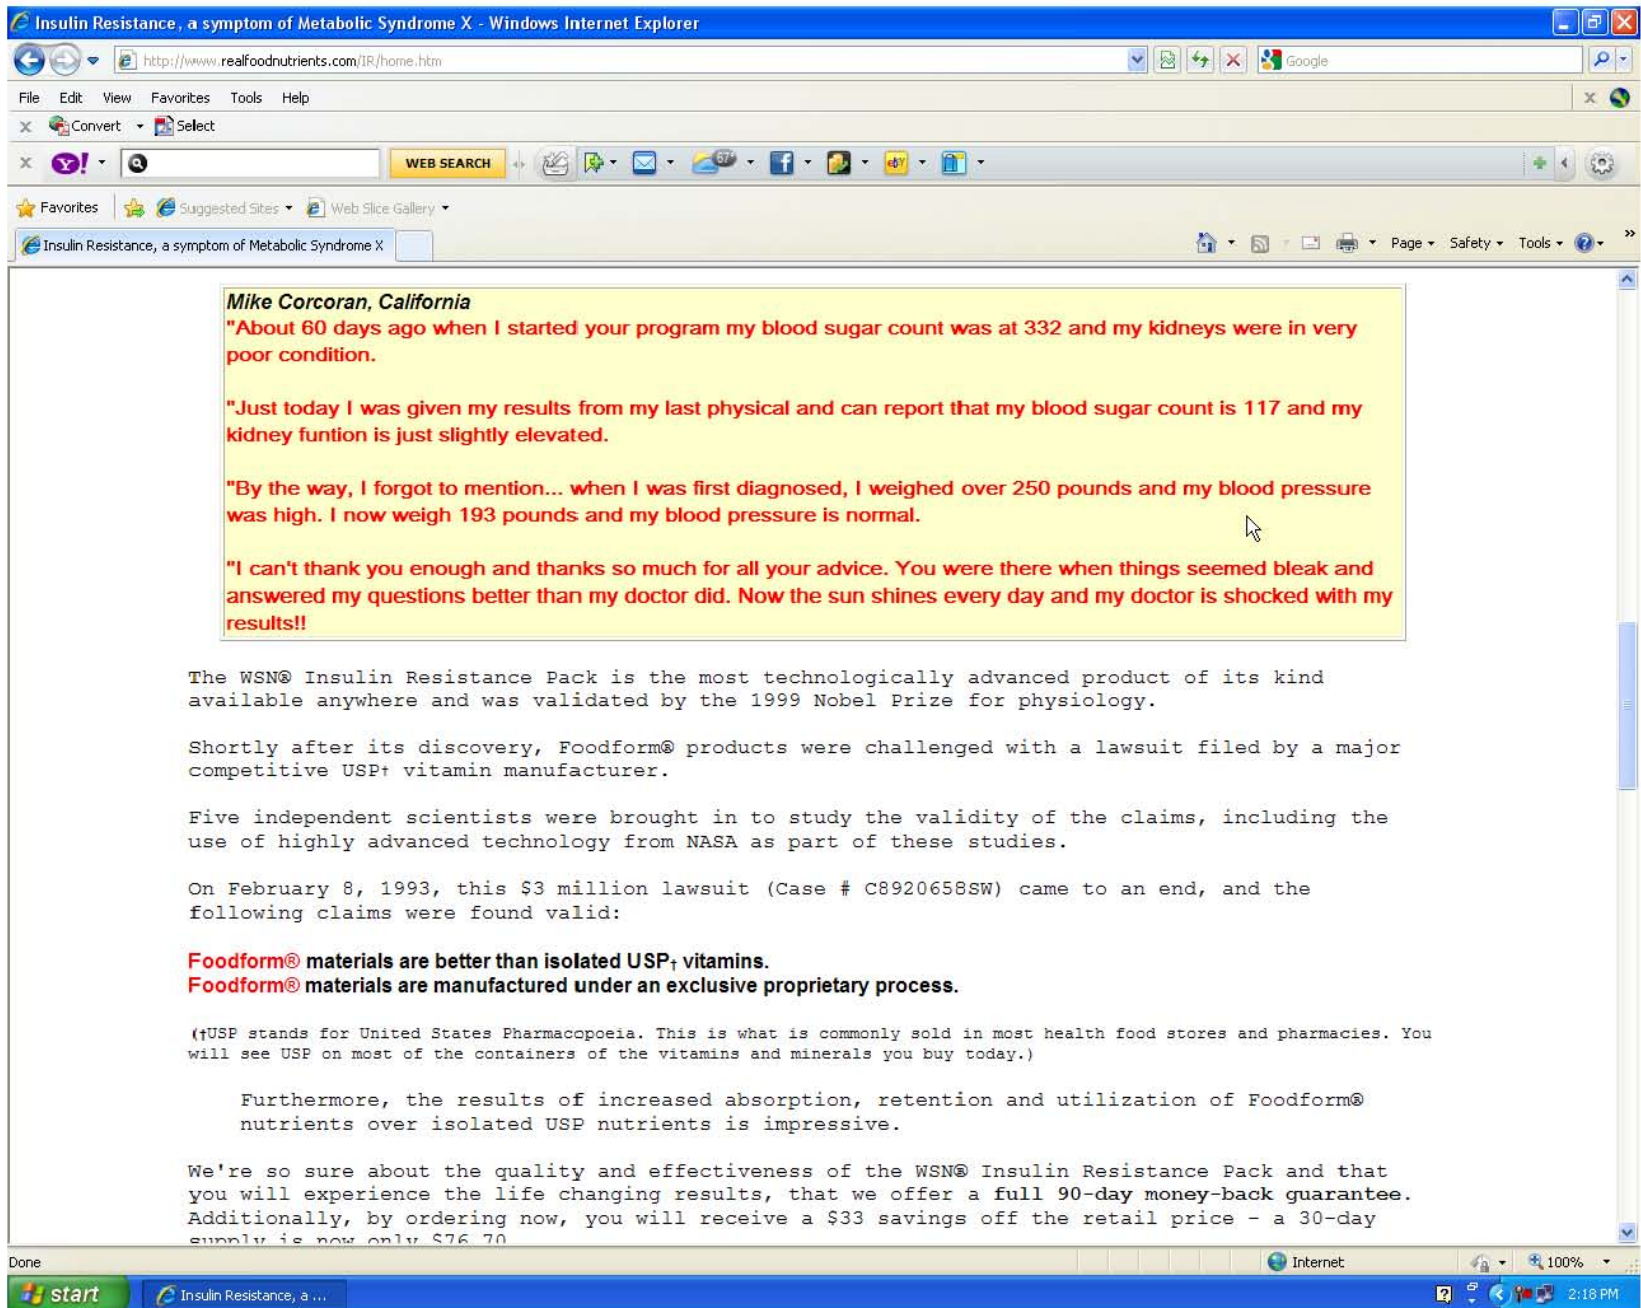 Insulin Resistance, a symptom of Metabolic Syndrome X - Windows Internet Explorer
http://www.realfoodnutrients.com/IR/home.htm
Google
File Edit View Favorites Tools Help
Convert Select
Y! WEB SEARCH 67° ebY
Favorites Suggested Sites Web Slice Gallery
Insulin Resistance, a symptom of Metabolic Syndrome X
Page Safety Tools
Mike Corcoran, California
"About 60 days ago when I started your program my blood sugar count was at 332 and my kidneys were in very
poor condition.
"Just today I was given my results from my last physical and can report that my blood sugar count is 117 and my
kidney funtion is just slightly elevated.
"By the way, I forgot to mention... when I was first diagnosed, I weighed over 250 pounds and my blood pressure
was high. I now weigh 193 pounds and my blood pressure is normal.
"I can't thank you enough and thanks so much for all your advice. You were there when things seemed bleak and
answered my questions better than my doctor did. Now the sun shines every day and my doctor is shocked with my
results!!
The WSN® Insulin Resistance Pack is the most technologically advanced product of its kind
available anywhere and was validated by the 1999 Nobel Prize for physiology.
Shortly after its discovery, Foodform® products were challenged with a lawsuit filed by a major
competitive USP† vitamin manufacturer.
Five independent scientists were brought in to study the validity of the claims, including the
use of highly advanced technology from NASA as part of these studies.
On February 8, 1993, this $3 million lawsuit (Case # C8920658SW) came to an end, and the
following claims were found valid:
Foodform® materials are better than isolated USP† vitamins.
Foodform® materials are manufactured under an exclusive proprietary process.
(†USP stands for United States Pharmacopoeia. This is what is commonly sold in most health food stores and pharmacies. You
will see USP on most of the containers of the vitamins and minerals you buy today.)
Furthermore, the results of increased absorption, retention and utilization of Foodform®
nutrients over isolated USP nutrients is impressive.
We're so sure about the quality and effectiveness of the WSN® Insulin Resistance Pack and that
you will experience the life changing results, that we offer a full 90-day money-back guarantee.
Additionally, by ordering now, you will receive a $33 savings off the retail price - a 30-day
supply is now only $76.70
Done Internet 100%
start Insulin Resistance, a ... 2:18 PM